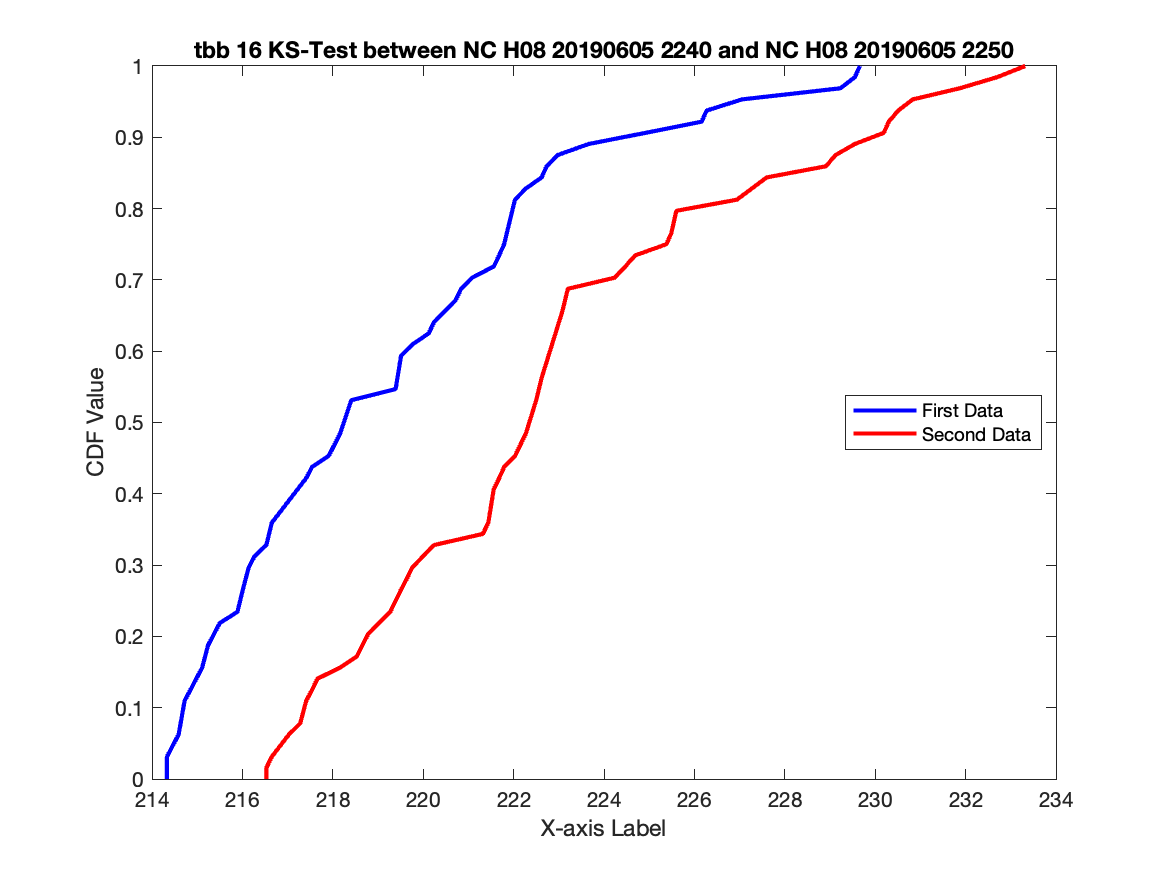 tbb 16 KS-Test between NC H08 20190605 2240 and NC H08 20190605 2250
1
0.9
0.8
0.7
0.6
0.5
0.4
0.3
0.2
0.1
0
CDF Value
First Data
Second Data
214 216 218 220 222 224 226 228 230 232 234
X-axis Label